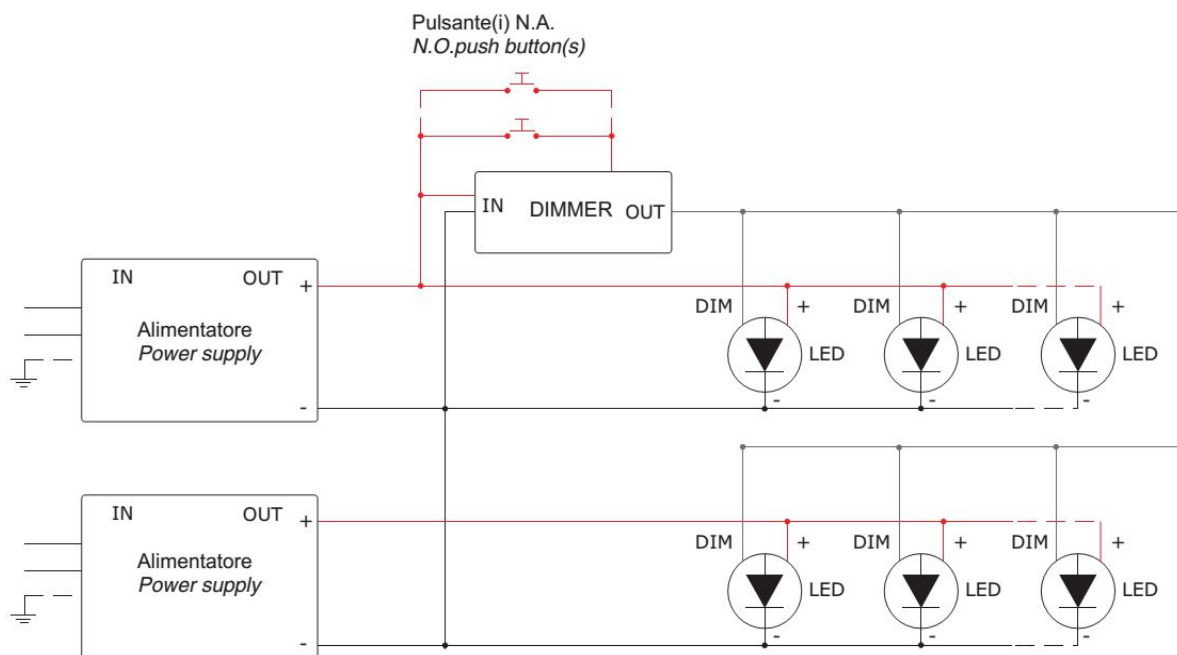 Pulsante(i) N.A.
N.O.push button(s)
IN DIMMER OUT
IN OUT +
Alimentatore
Power supply
-
DIM + LED -
DIM + LED -
DIM + LED -
IN OUT +
Alimentatore
Power supply
-
DIM + LED -
DIM + LED -
DIM + LED -